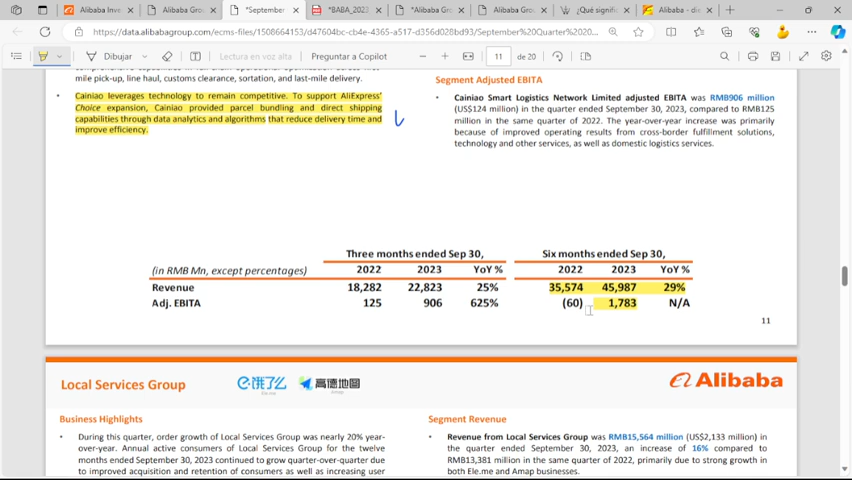 Alibaba Inve
Alibaba Grou
*September
*BABA_2023
*Alibaba Gro
Alibaba Grou
¿Qué signifi
Alibaba - die
https://data.alibabagroup.com/ecms-files/1508664153/d47604bc-cb4e-4365-a517-d356d028bd93/September%20Quarter%2020...
Dibujar
Lectura en voz alta
Preguntar a Copilot
11
de 20
mile pick-up, line haul, customs clearance, sortation, and last-mile delivery.
• Cainiao leverages technology to remain competitive. To support AliExpress'
Choice expansion, Cainiao provided parcel bundling and direct shipping
capabilities through data analytics and algorithms that reduce delivery time and
improve efficiency.
Segment Adjusted EBITA
• Cainiao Smart Logistics Network Limited adjusted EBITA was RMB906 million
(US$124 million) in the quarter ended September 30, 2023, compared to RMB125
million in the same quarter of 2022. The year-over-year increase was primarily
because of improved operating results from cross-border fulfillment solutions,
technology and other services, as well as domestic logistics services.
Three months ended Sep 30, Six months ended Sep 30,
(in RMB Mn, except percentages) 2022 2023 YoY % 2022 2023 YoY %
Revenue 18,282 22,823 25% 35,574 45,987 29%
Adj. EBITA 125 906 625% (60) 1,783 N/A
11
Local Services Group
饿了么
高德地图
Alibaba
Business Highlights
• During this quarter, order growth of Local Services Group was nearly 20% year-
over-year. Annual active consumers of Local Services Group for the twelve
months ended September 30, 2023 continued to grow quarter-over-quarter due
to improved acquisition and retention of consumers as well as increasing user
Segment Revenue
• Revenue from Local Services Group was RMB15,564 million (US$2,133 million) in
the quarter ended September 30, 2023, an increase of 16% compared to
RMB13,381 million in the same quarter of 2022, primarily due to strong growth in
both Ele.me and Amap businesses.